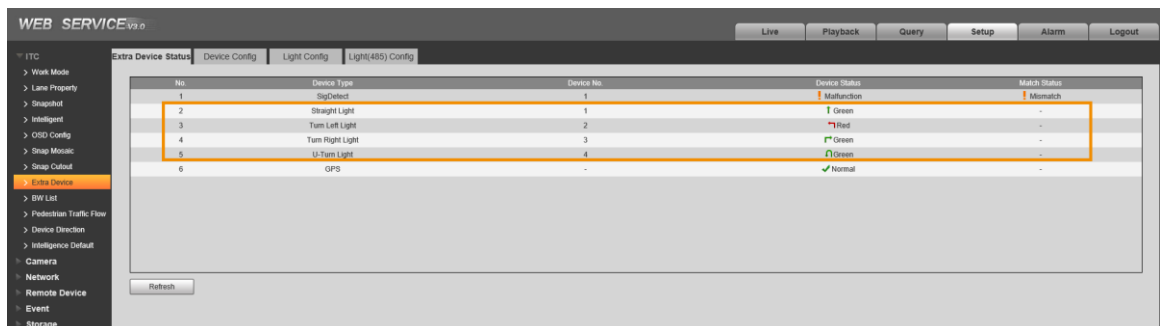 WEB SERVICE V3.0
Live Playback Query Setup Alarm Logout
ITC
> Work Mode
> Lane Property
> Snapshot
> Intelligent
> OSD Config
> Snap Mosaic
> Snap Cutout
> Extra Device
> BW List
> Pedestrian Traffic Flow
> Device Direction
> Intelligence Default
Camera
Network
Remote Device
Event
Storage
Extra Device Status Device Config Light Config Light(485) Config
No. Device Type Device No. Device Status Match Status
1 SigDetect 1 Malfunction Mismatch
2 Straight Light 1 Green -
3 Turn Left Light 2 Red -
4 Turn Right Light 3 Green -
5 U-Turn Light 4 Green -
6 GPS - Normal -
Refresh